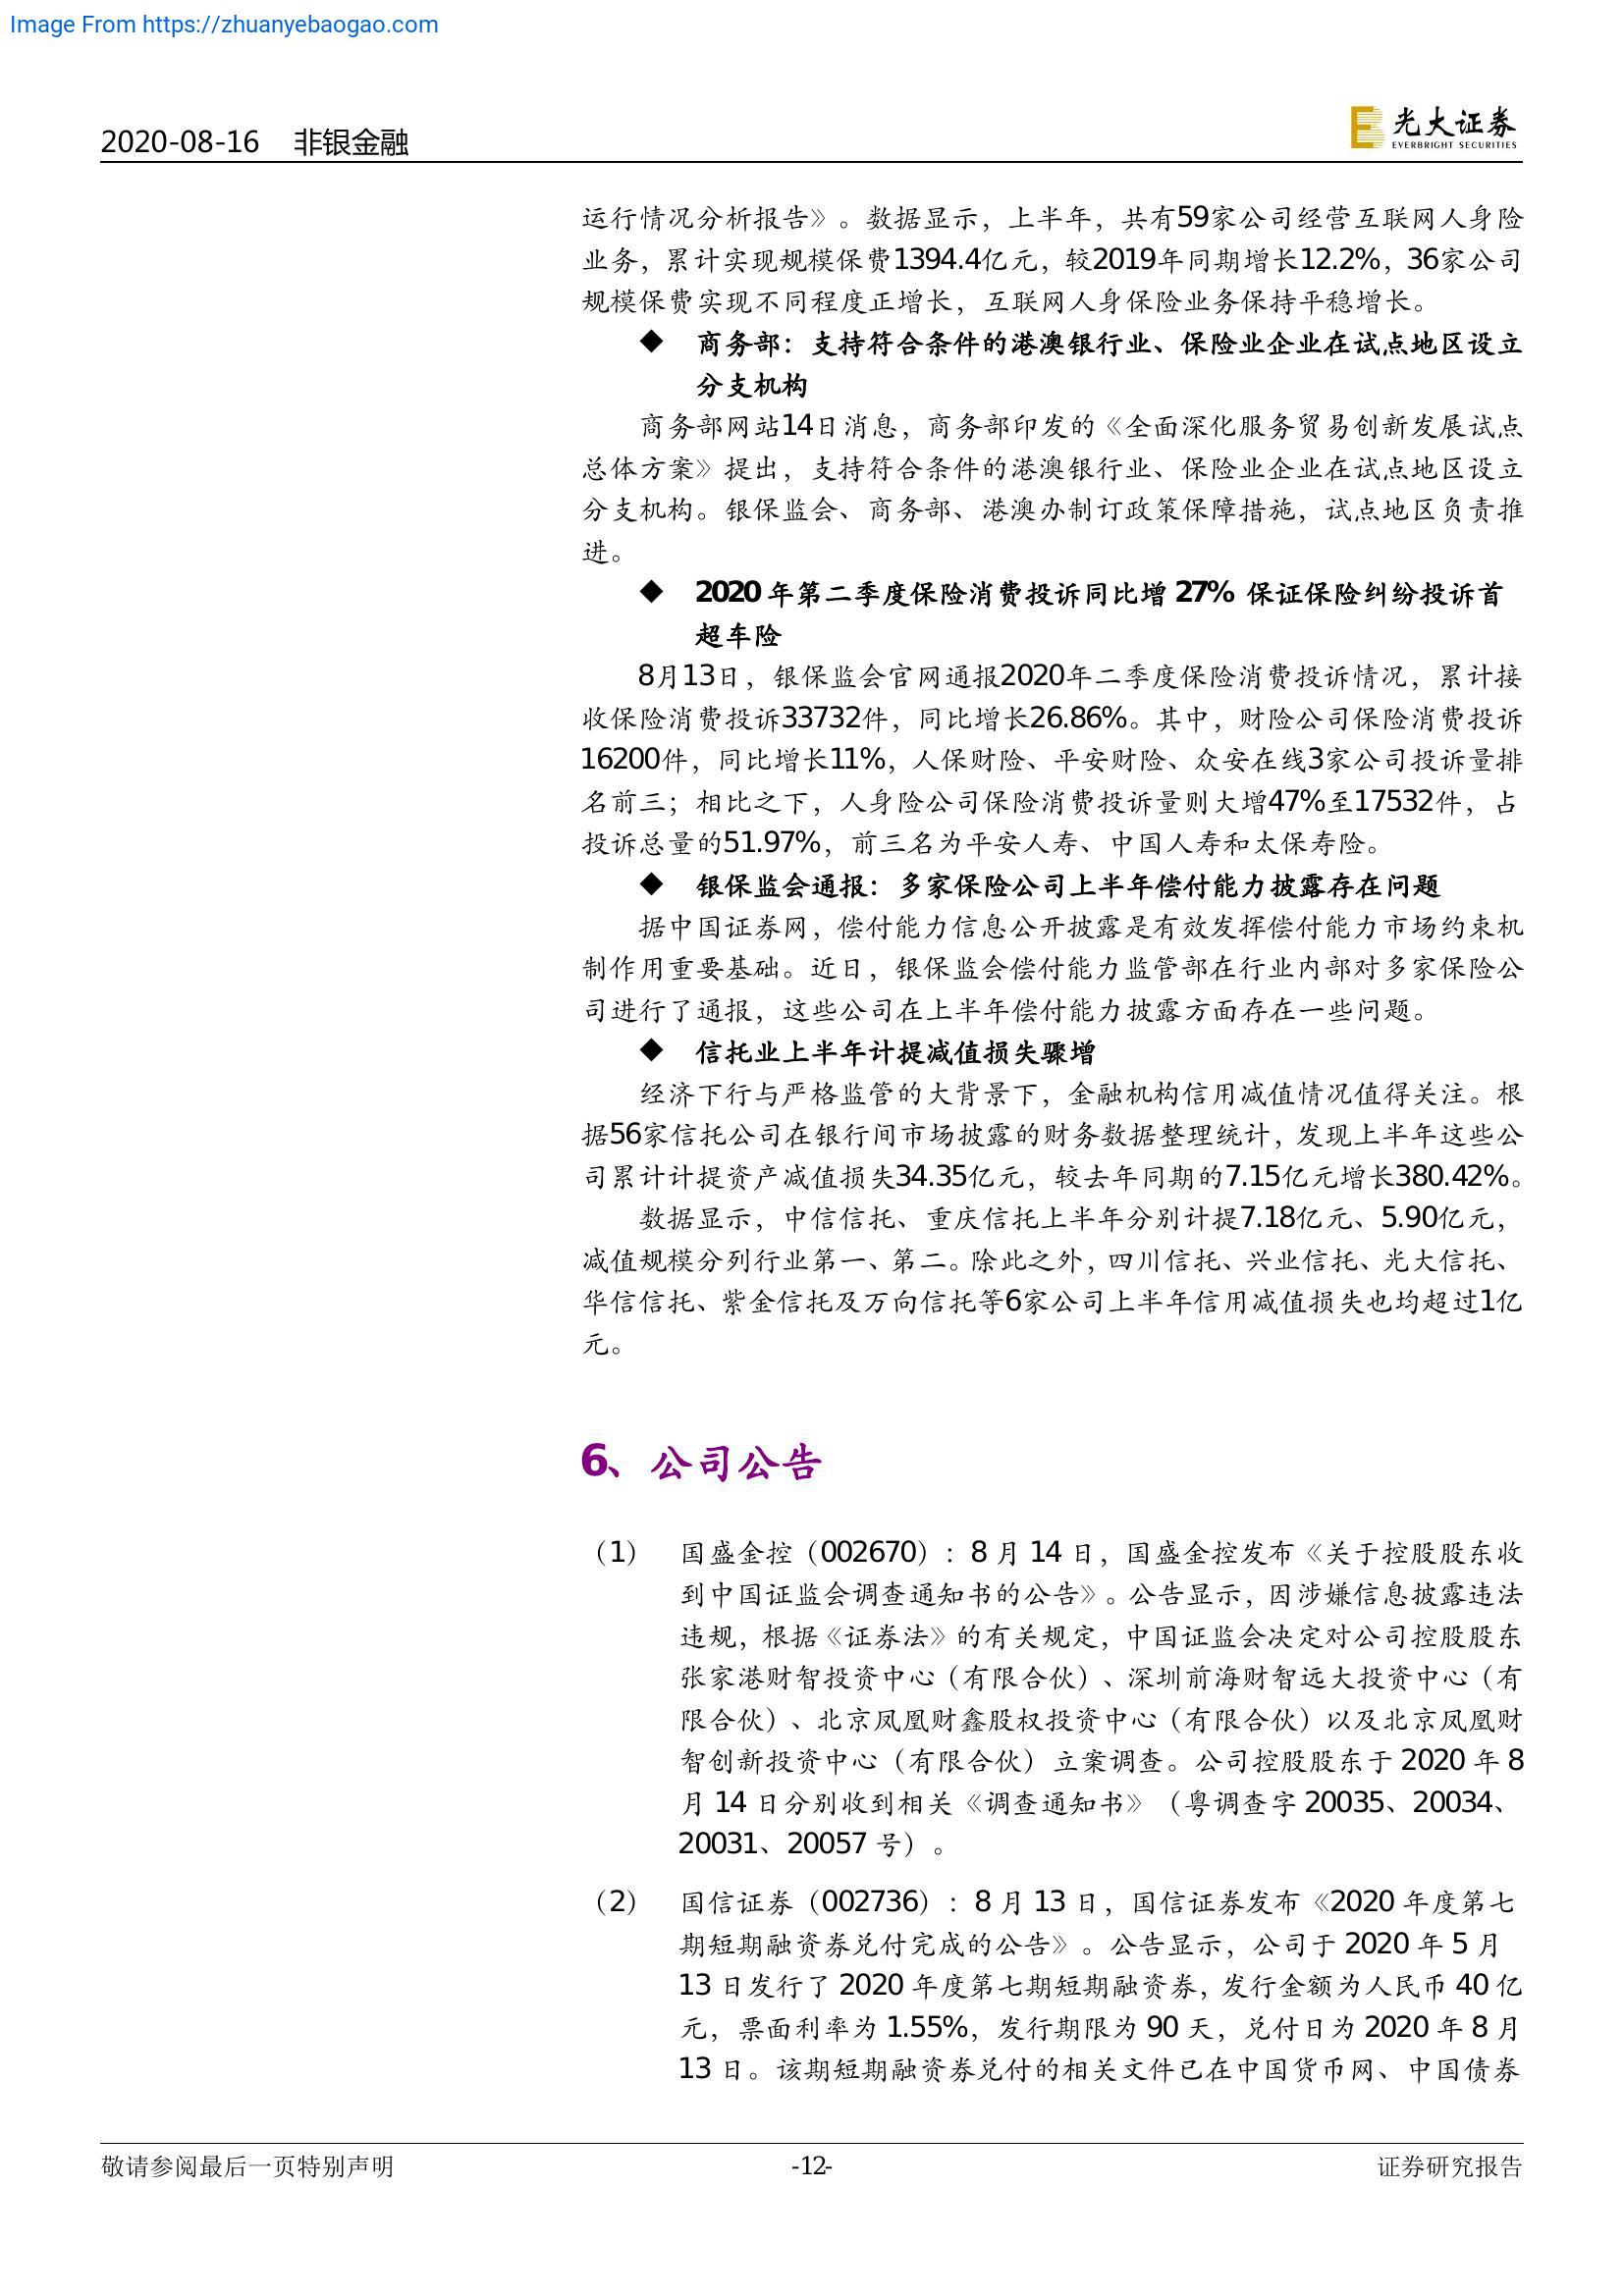 Image From https://zhuanyebaogao.com
2020-08-16 非银金融
光大证券
EVERBRIGHT SECURITIES
运行情况分析报告》。数据显示，上半年，共有59家公司经营互联网人身险
业务，累计实现规模保费1394.4亿元，较2019年同期增长12.2%，36家公司
规模保费实现不同程度正增长，互联网人身保险业务保持平稳增长。
◆ 商务部：支持符合条件的港澳银行业、保险业企业在试点地区设立
分支机构
商务部网站14日消息，商务部印发的《全面深化服务贸易创新发展试点
总体方案》提出，支持符合条件的港澳银行业、保险业企业在试点地区设立
分支机构。银保监会、商务部、港澳办制订政策保障措施，试点地区负责推
进。
◆ 2020 年第二季度保险消费投诉同比增 27% 保证保险纠纷投诉首
超车险
8月13日，银保监会官网通报2020年二季度保险消费投诉情况，累计接
收保险消费投诉33732件，同比增长26.86%。其中，财险公司保险消费投诉
16200件，同比增长11%，人保财险、平安财险、众安在线3家公司投诉量排
名前三；相比之下，人身险公司保险消费投诉量则大增47%至17532件，占
投诉总量的51.97%，前三名为平安人寿、中国人寿和太保寿险。
◆ 银保监会通报：多家保险公司上半年偿付能力披露存在问题
据中国证券网，偿付能力信息公开披露是有效发挥偿付能力市场约束机
制作用重要基础。近日，银保监会偿付能力监管部在行业内部对多家保险公
司进行了通报，这些公司在上半年偿付能力披露方面存在一些问题。
◆ 信托业上半年计提减值损失骤增
经济下行与严格监管的大背景下，金融机构信用减值情况值得关注。根
据56家信托公司在银行间市场披露的财务数据整理统计，发现上半年这些公
司累计计提资产减值损失34.35亿元，较去年同期的7.15亿元增长380.42%。
数据显示，中信信托、重庆信托上半年分别计提7.18亿元、5.90亿元，
减值规模分列行业第一、第二。除此之外，四川信托、兴业信托、光大信托、
华信信托、紫金信托及万向信托等6家公司上半年信用减值损失也均超过1亿
元。
6、公司公告
（1） 国盛金控（002670）：8 月 14 日，国盛金控发布《关于控股股东收
到中国证监会调查通知书的公告》。公告显示，因涉嫌信息披露违法
违规，根据《证券法》的有关规定，中国证监会决定对公司控股股东
张家港财智投资中心（有限合伙）、深圳前海财智远大投资中心（有
限合伙）、北京凤凰财鑫股权投资中心（有限合伙）以及北京凤凰财
智创新投资中心（有限合伙）立案调查。公司控股股东于 2020 年 8
月 14 日分别收到相关《调查通知书》（粤调查字 20035、20034、
20031、20057 号）。
（2） 国信证券（002736）：8 月 13 日，国信证券发布《2020 年度第七
期短期融资券兑付完成的公告》。公告显示，公司于 2020 年 5 月
13 日发行了 2020 年度第七期短期融资券，发行金额为人民币 40 亿
元，票面利率为 1.55%，发行期限为 90 天，兑付日为 2020 年 8 月
13 日。该期短期融资券兑付的相关文件已在中国货币网、中国债券
敬请参阅最后一页特别声明
-12-
证券研究报告